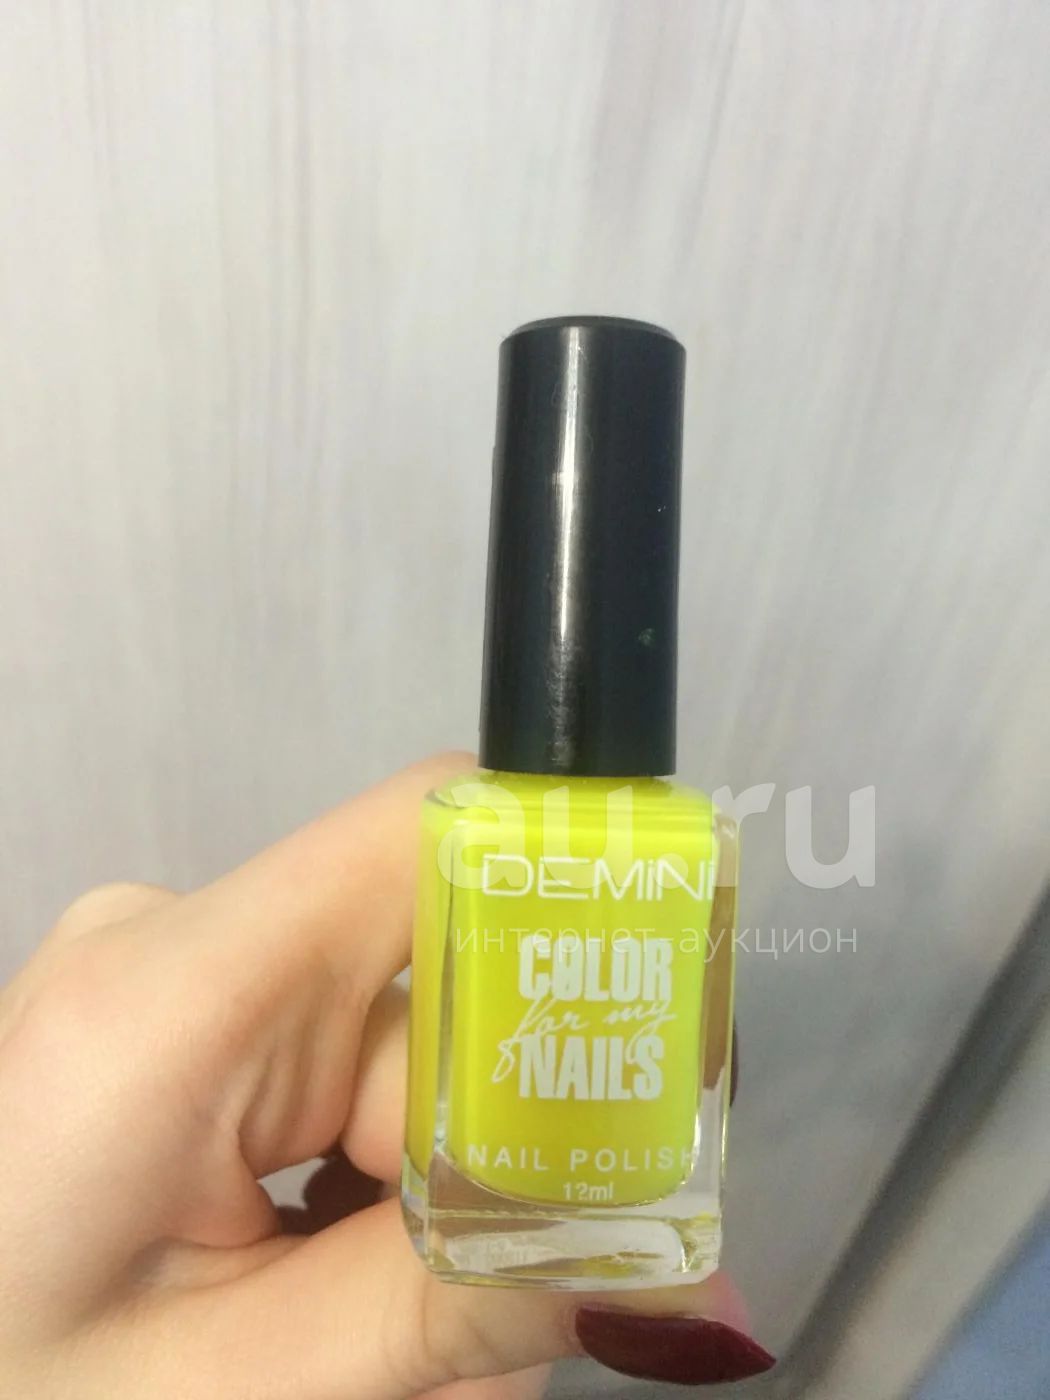 au.ru
DEMiNi
интернет-аукцион
COLOR
for my
NAILS
NAIL POLISH
12ml